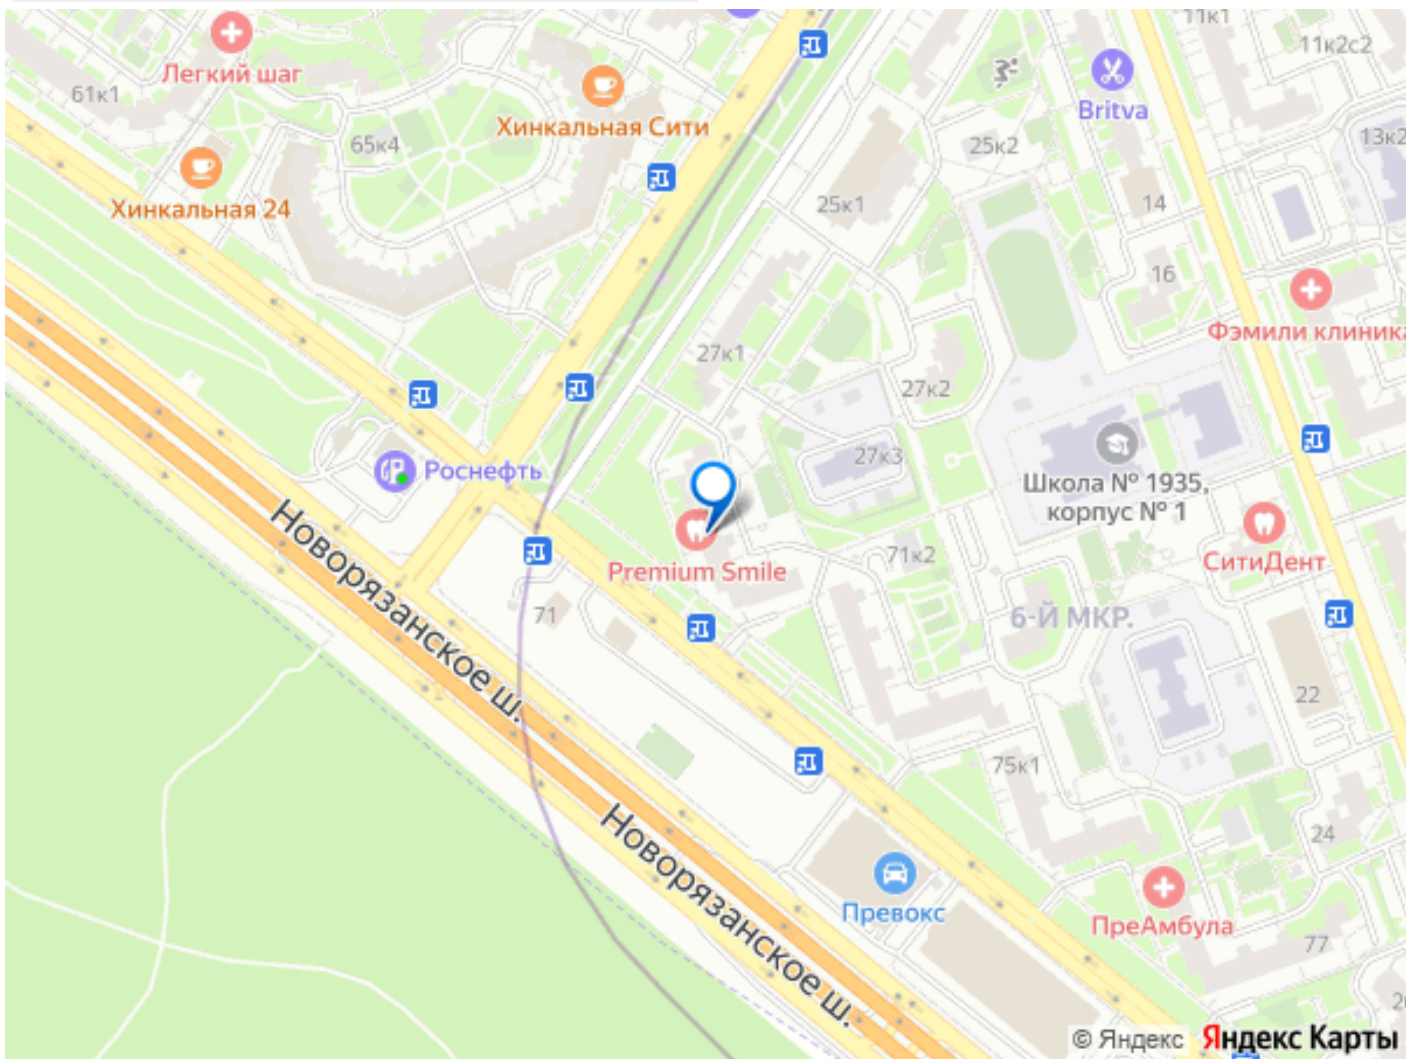 11к1
Легкий шаг
61к1
Хинкальная Сити
65к4
Хинкальная 24
11к2с2
Britva
13к2
25к2
25к1
14
16
Фэмили клиника
27к1
27к2
27к3
Роснефть
Школа № 1935,
корпус № 1
СитиДент
Premium Smile
71к2
71
6-Й МКР.
Новорязанское ш.
22
75к1
24
Новорязанское ш.
Превокс
ПреАмбула
77
© Яндекс Яндекс Карты